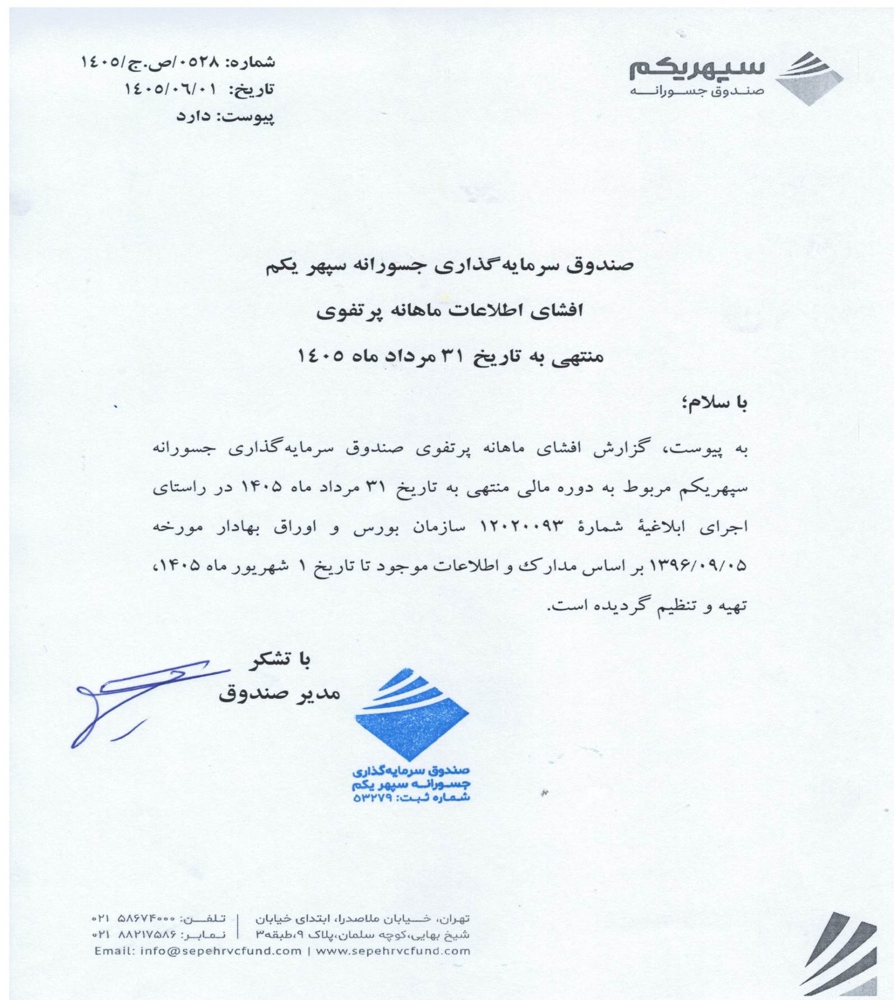 سپهریکم
صندوق جسورانه
شماره: ۰۵۲۸/ص.ج/۱۴۰۵
تاریخ: ۱۴۰۵/۰۶/۰۱
پیوست: دارد
صندوق سرمایه‌گذاری جسورانه سپهر یکم
افشای اطلاعات ماهانه پرتفوی
منتهی به تاریخ ۳۱ مرداد ماه ۱۴۰۵
با سلام؛
به پیوست، گزارش افشای ماهانه پرتفوی صندوق سرمایه‌گذاری جسورانه
سپهریکم مربوط به دوره مالی منتهی به تاریخ ۳۱ مرداد ماه ۱۴۰۵ در راستای
اجرای ابلاغیۀ شمارۀ ۱۲۰۲۰۰۹۳ سازمان بورس و اوراق بهادار مورخه
۱۳۹۶/۰۹/۰۵ بر اساس مدارک و اطلاعات موجود تا تاریخ ۱ شهریور ماه ۱۴۰۵،
تهیه و تنظیم گردیده است.
با تشکر
مدیر صندوق
صندوق سرمایه‌گذاری
جسورانه سپهر یکم
شماره ثبت: ۵۳۲۷۹
تهران، خیابان ملاصدرا، ابتدای خیابان | تلفن: ۵۸۶۷۴۰۰۰ ۰۲۱
شیخ بهایی،کوچه سلمان،پلاک ۹،طبقه۳ | نمابر: ۸۸۲۱۷۵۸۶ ۰۲۱
Email: info@sepehrvcfund.com | www.sepehrvcfund.com